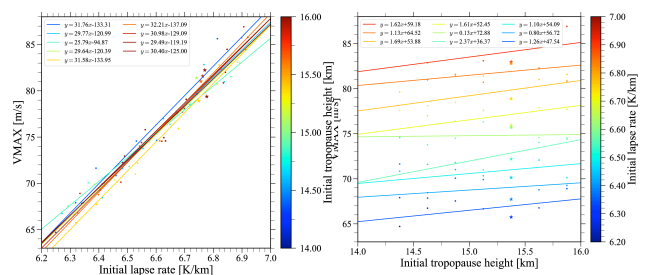 y = 31.76x-133.31
y = 29.77x-120.99
y = 25.79x-94.87
y = 29.64x-120.39
y = 31.58x-133.95
y = 32.21x-137.09
y = 30.98x-129.09
y = 29.49x-119.19
y = 30.40x-125.00
VMAX [m/s]
85
80
75
70
65
6.2 6.3 6.4 6.5 6.6 6.7 6.8 6.9 7.0
Initial lapse rate [K/km]
16.00
15.50
15.00
14.50
14.00
Initial tropopause height [km]
y = 1.62x+59.18
y = 1.13x+64.52
y = 1.69x+53.88
y = 1.61x+52.45
y = 0.13x+72.88
y = 2.37x+36.37
y = 1.10x+54.09
y = 0.80x+56.72
y = 1.26x+47.54
85
80
75
70
65
14.0 14.5 15.0 15.5 16.0
Initial tropopause height [km]
7.00
6.80
6.70
6.60
6.40
6.20
Initial lapse rate [K/km]